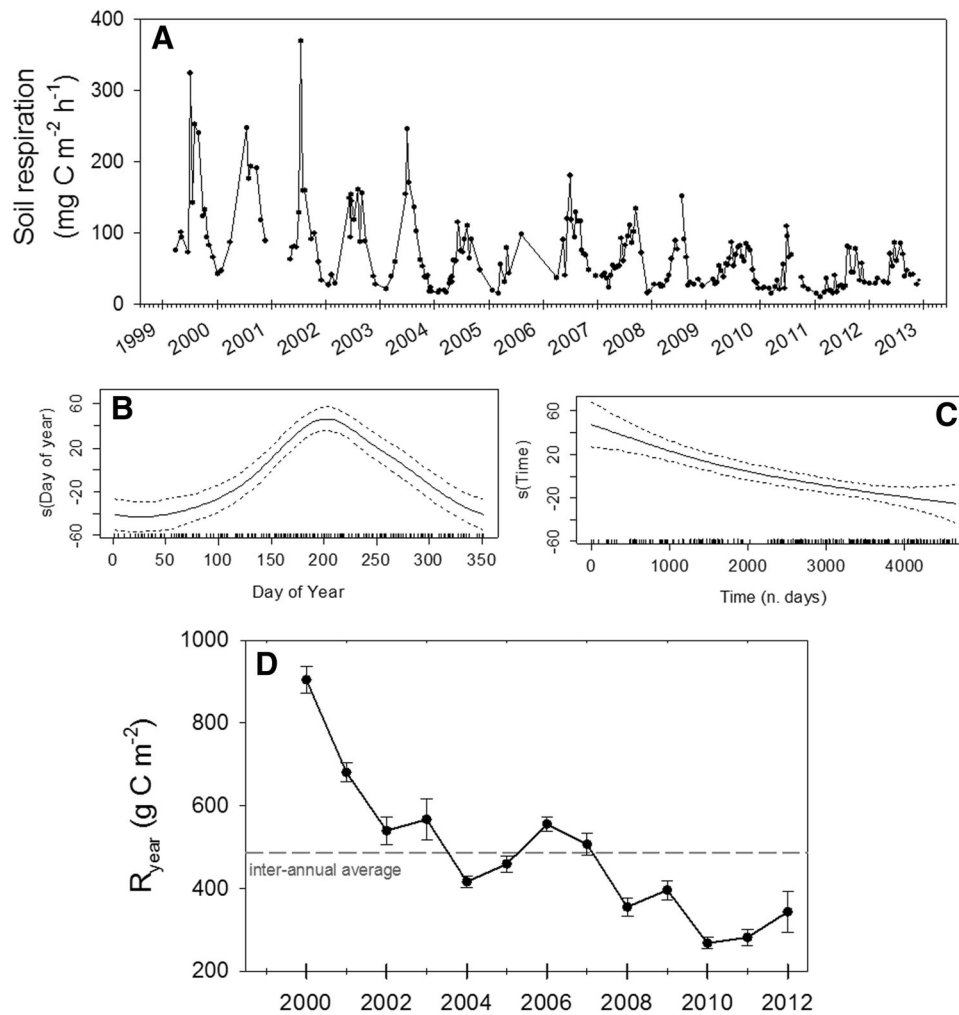 A
Soil respiration
(mg C m-2 h-1)
400
300
200
100
0
1999 2000 2001 2002 2003 2004 2005 2006 2007 2008 2009 2010 2011 2012 2013
B
s(Day of year)
60
20
-20
-60
0 50 100 150 200 250 300 350
Day of Year
C
s(Time)
60
20
-20
-60
0 1000 2000 3000 4000
Time (n. days)
D
Ryear (g C m-2)
1000
800
600
400
200
inter-annual average
2000 2002 2004 2006 2008 2010 2012